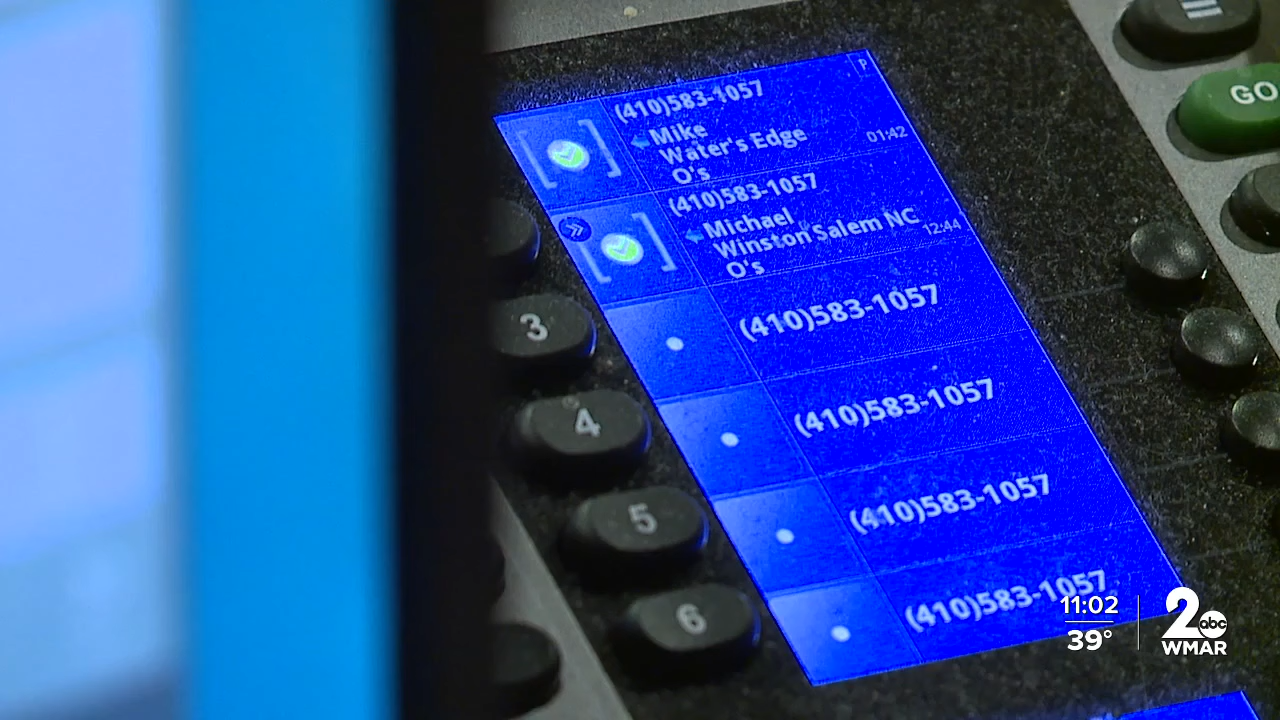 (410)583-1057
P
Mike
Water's Edge
01:42
O's
(410)583-1057
Michael
Winston Salem NC
12:44
O's
(410)583-1057
(410)583-1057
(410)583-1057
(410)583-1057
3
4
5
6
GO
11:02
39°
2 abc
WMAR